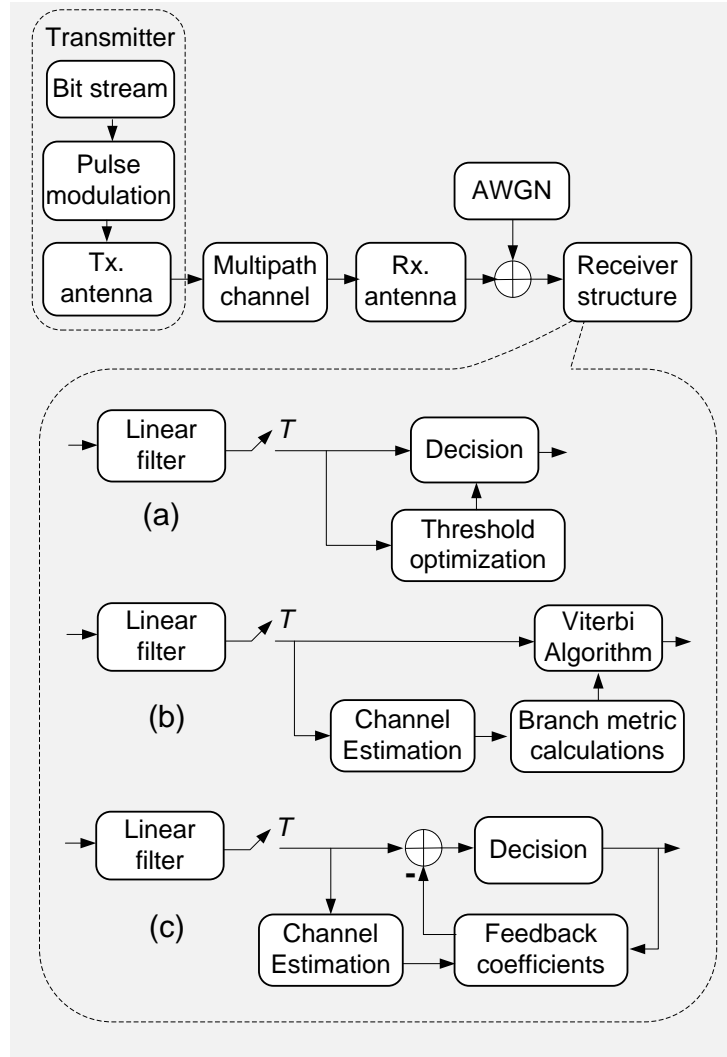 Transmitter
Bit stream
Pulse
modulation
Tx.
antenna
Multipath
channel
Rx.
antenna
AWGN
Receiver
structure
Linear
filter
T
Decision
Threshold
optimization
(a)
Linear
filter
T
Viterbi
Algorithm
Channel
Estimation
Branch metric
calculations
(b)
Linear
filter
T
-
Decision
Channel
Estimation
Feedback
coefficients
(c)